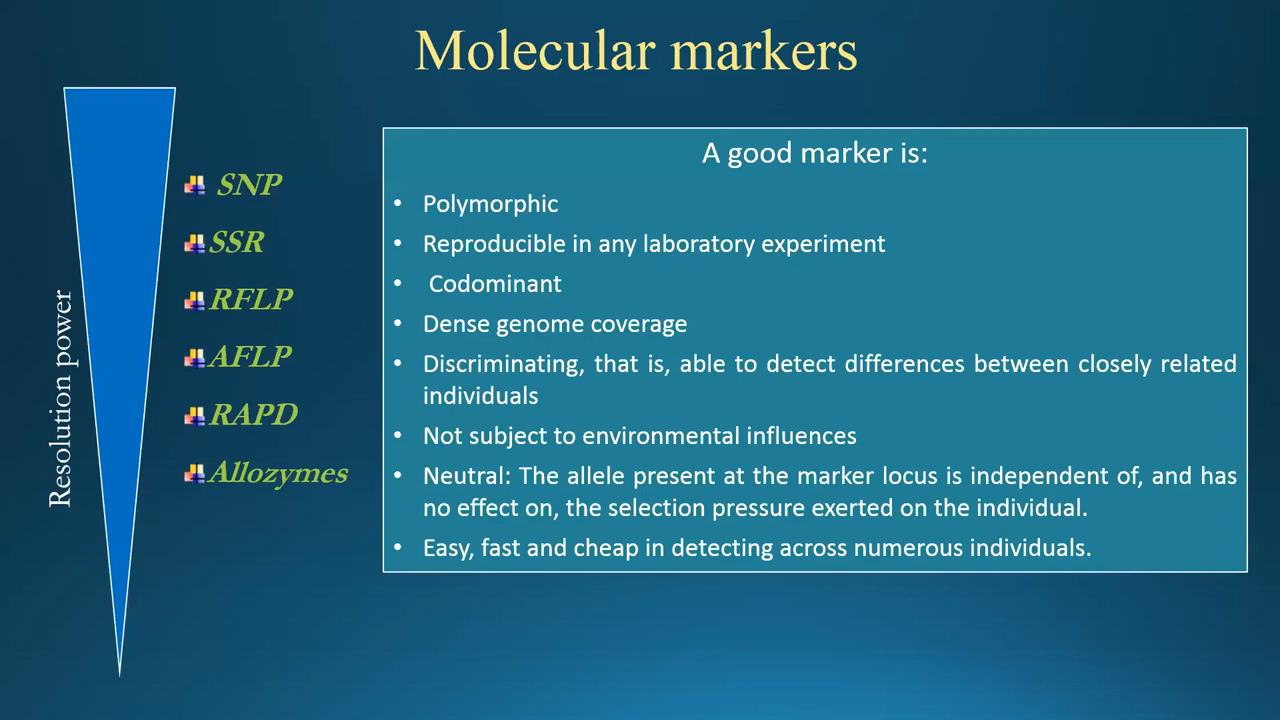 Molecular markers
Resolution power
SNP
SSR
RFLP
AFLP
RAPD
Allozymes
A good marker is:
• Polymorphic
• Reproducible in any laboratory experiment
• Codominant
• Dense genome coverage
• Discriminating, that is, able to detect differences between closely related
individuals
• Not subject to environmental influences
• Neutral: The allele present at the marker locus is independent of, and has
no effect on, the selection pressure exerted on the individual.
• Easy, fast and cheap in detecting across numerous individuals.